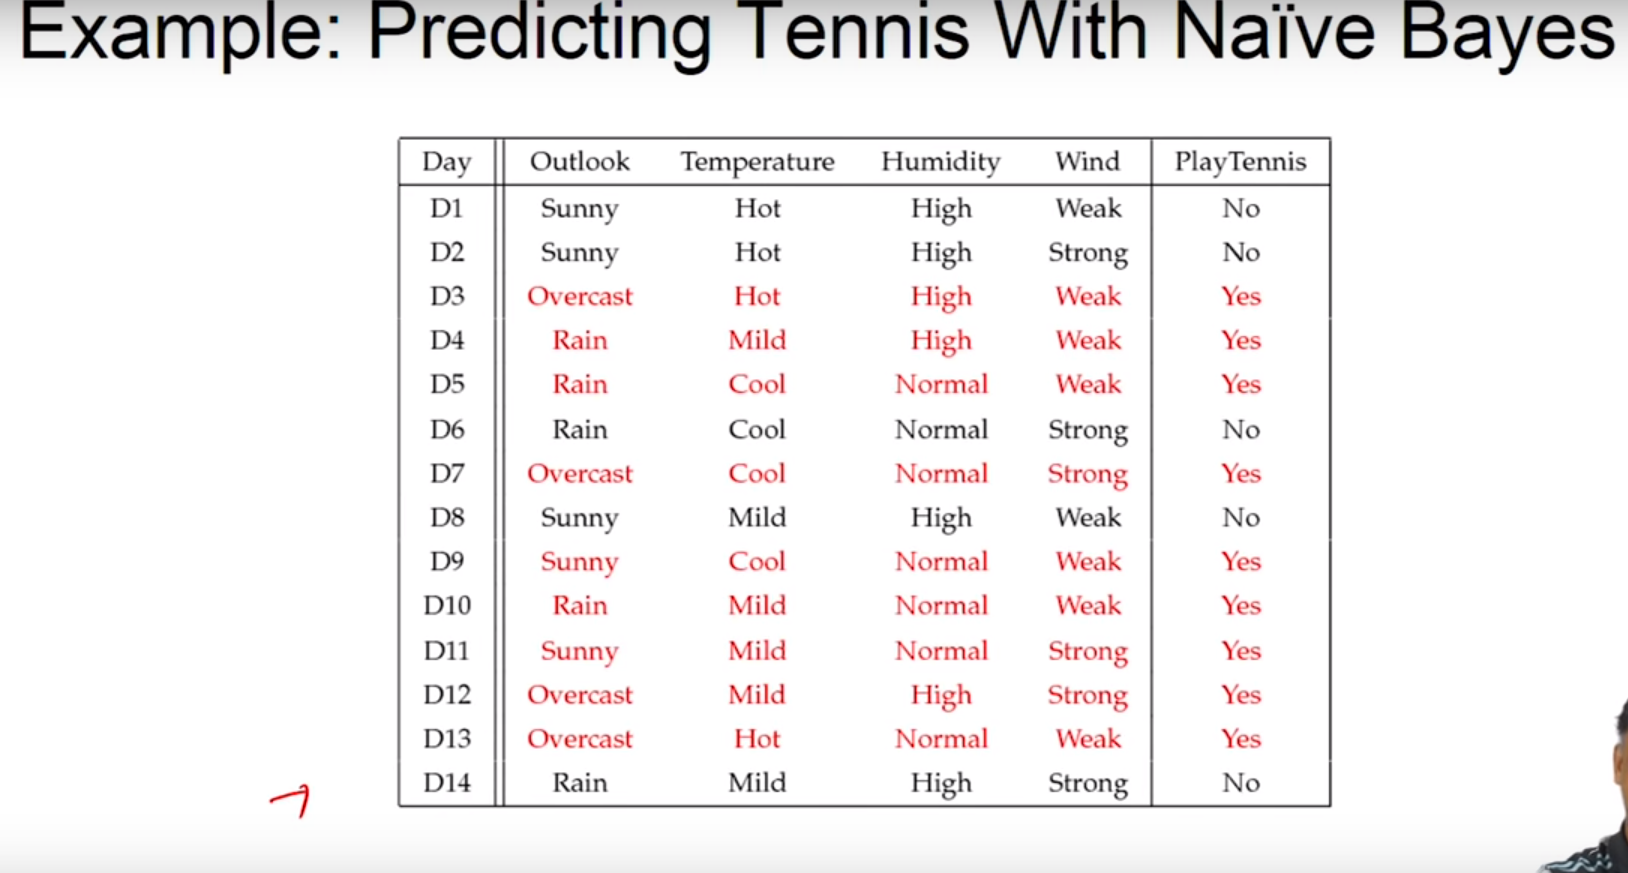 Example: Predicting Tennis With Naïve Bayes
Day Outlook Temperature Humidity Wind PlayTennis
D1 Sunny Hot High Weak No
D2 Sunny Hot High Strong No
D3 Overcast Hot High Weak Yes
D4 Rain Mild High Weak Yes
D5 Rain Cool Normal Weak Yes
D6 Rain Cool Normal Strong No
D7 Overcast Cool Normal Strong Yes
D8 Sunny Mild High Weak No
D9 Sunny Cool Normal Weak Yes
D10 Rain Mild Normal Weak Yes
D11 Sunny Mild Normal Strong Yes
D12 Overcast Mild High Strong Yes
D13 Overcast Hot Normal Weak Yes
D14 Rain Mild High Strong No